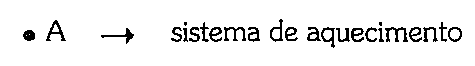 • A → sistema de aquecimento